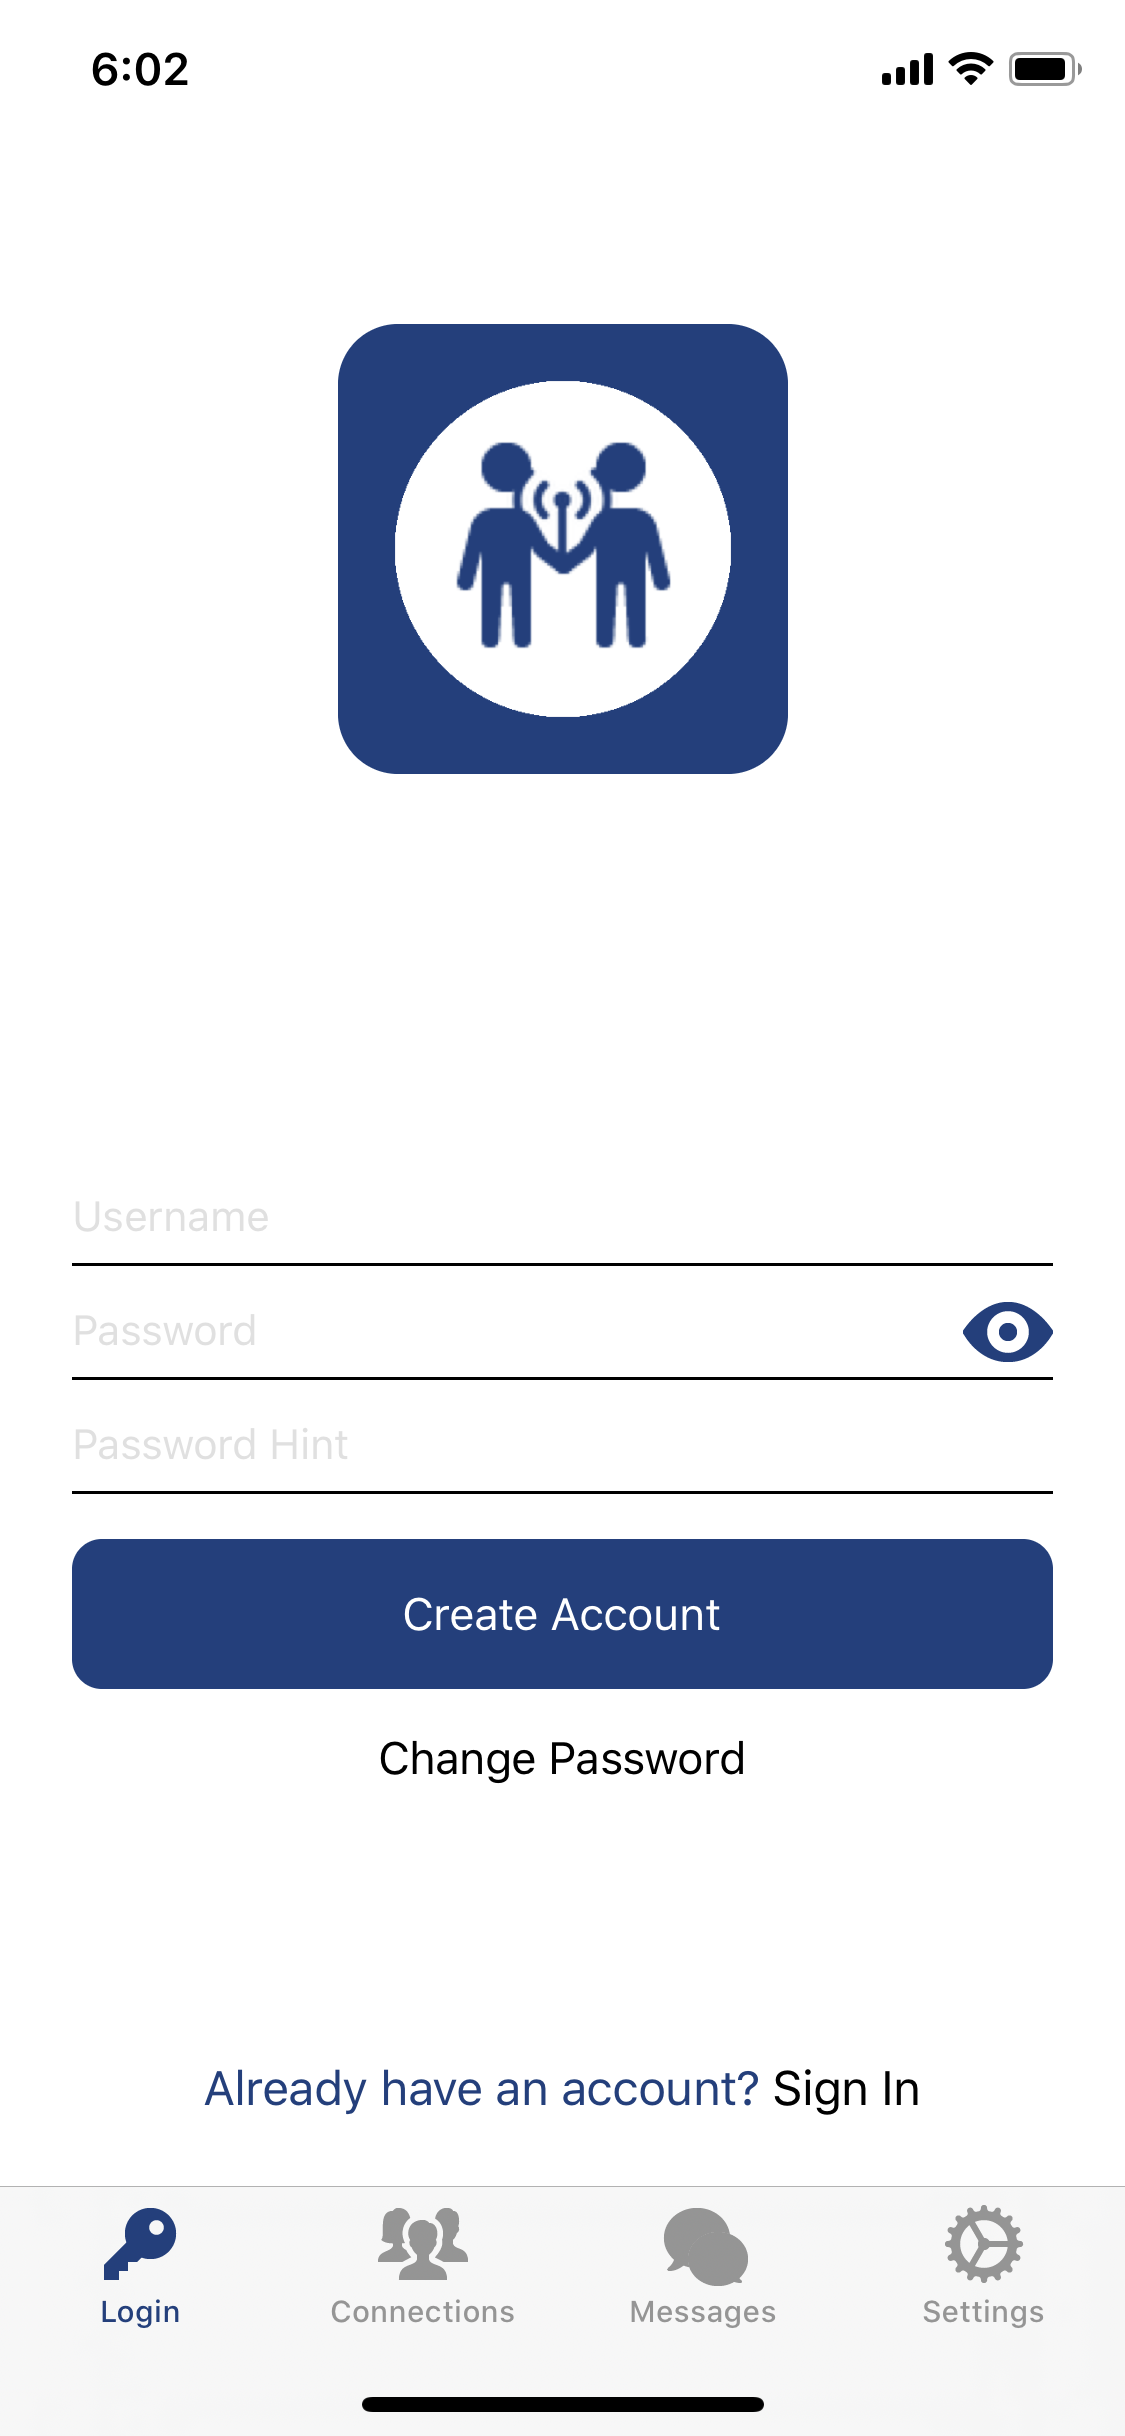 6:02
Username
Password
Password Hint
Create Account
Change Password
Already have an account? Sign In
Login
Connections
Messages
Settings